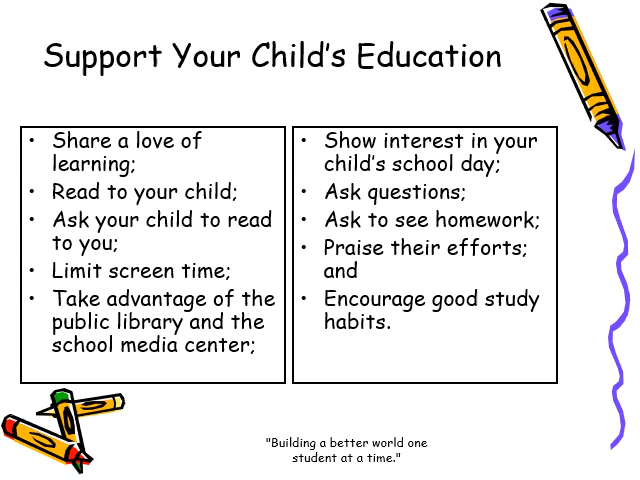 Support Your Child's Education
• Share a love of
learning;
• Read to your child;
• Ask your child to read
to you;
• Limit screen time;
• Take advantage of the
public library and the
school media center;
• Show interest in your
child's school day;
• Ask questions;
• Ask to see homework;
• Praise their efforts;
and
• Encourage good study
habits.
"Building a better world one
student at a time."